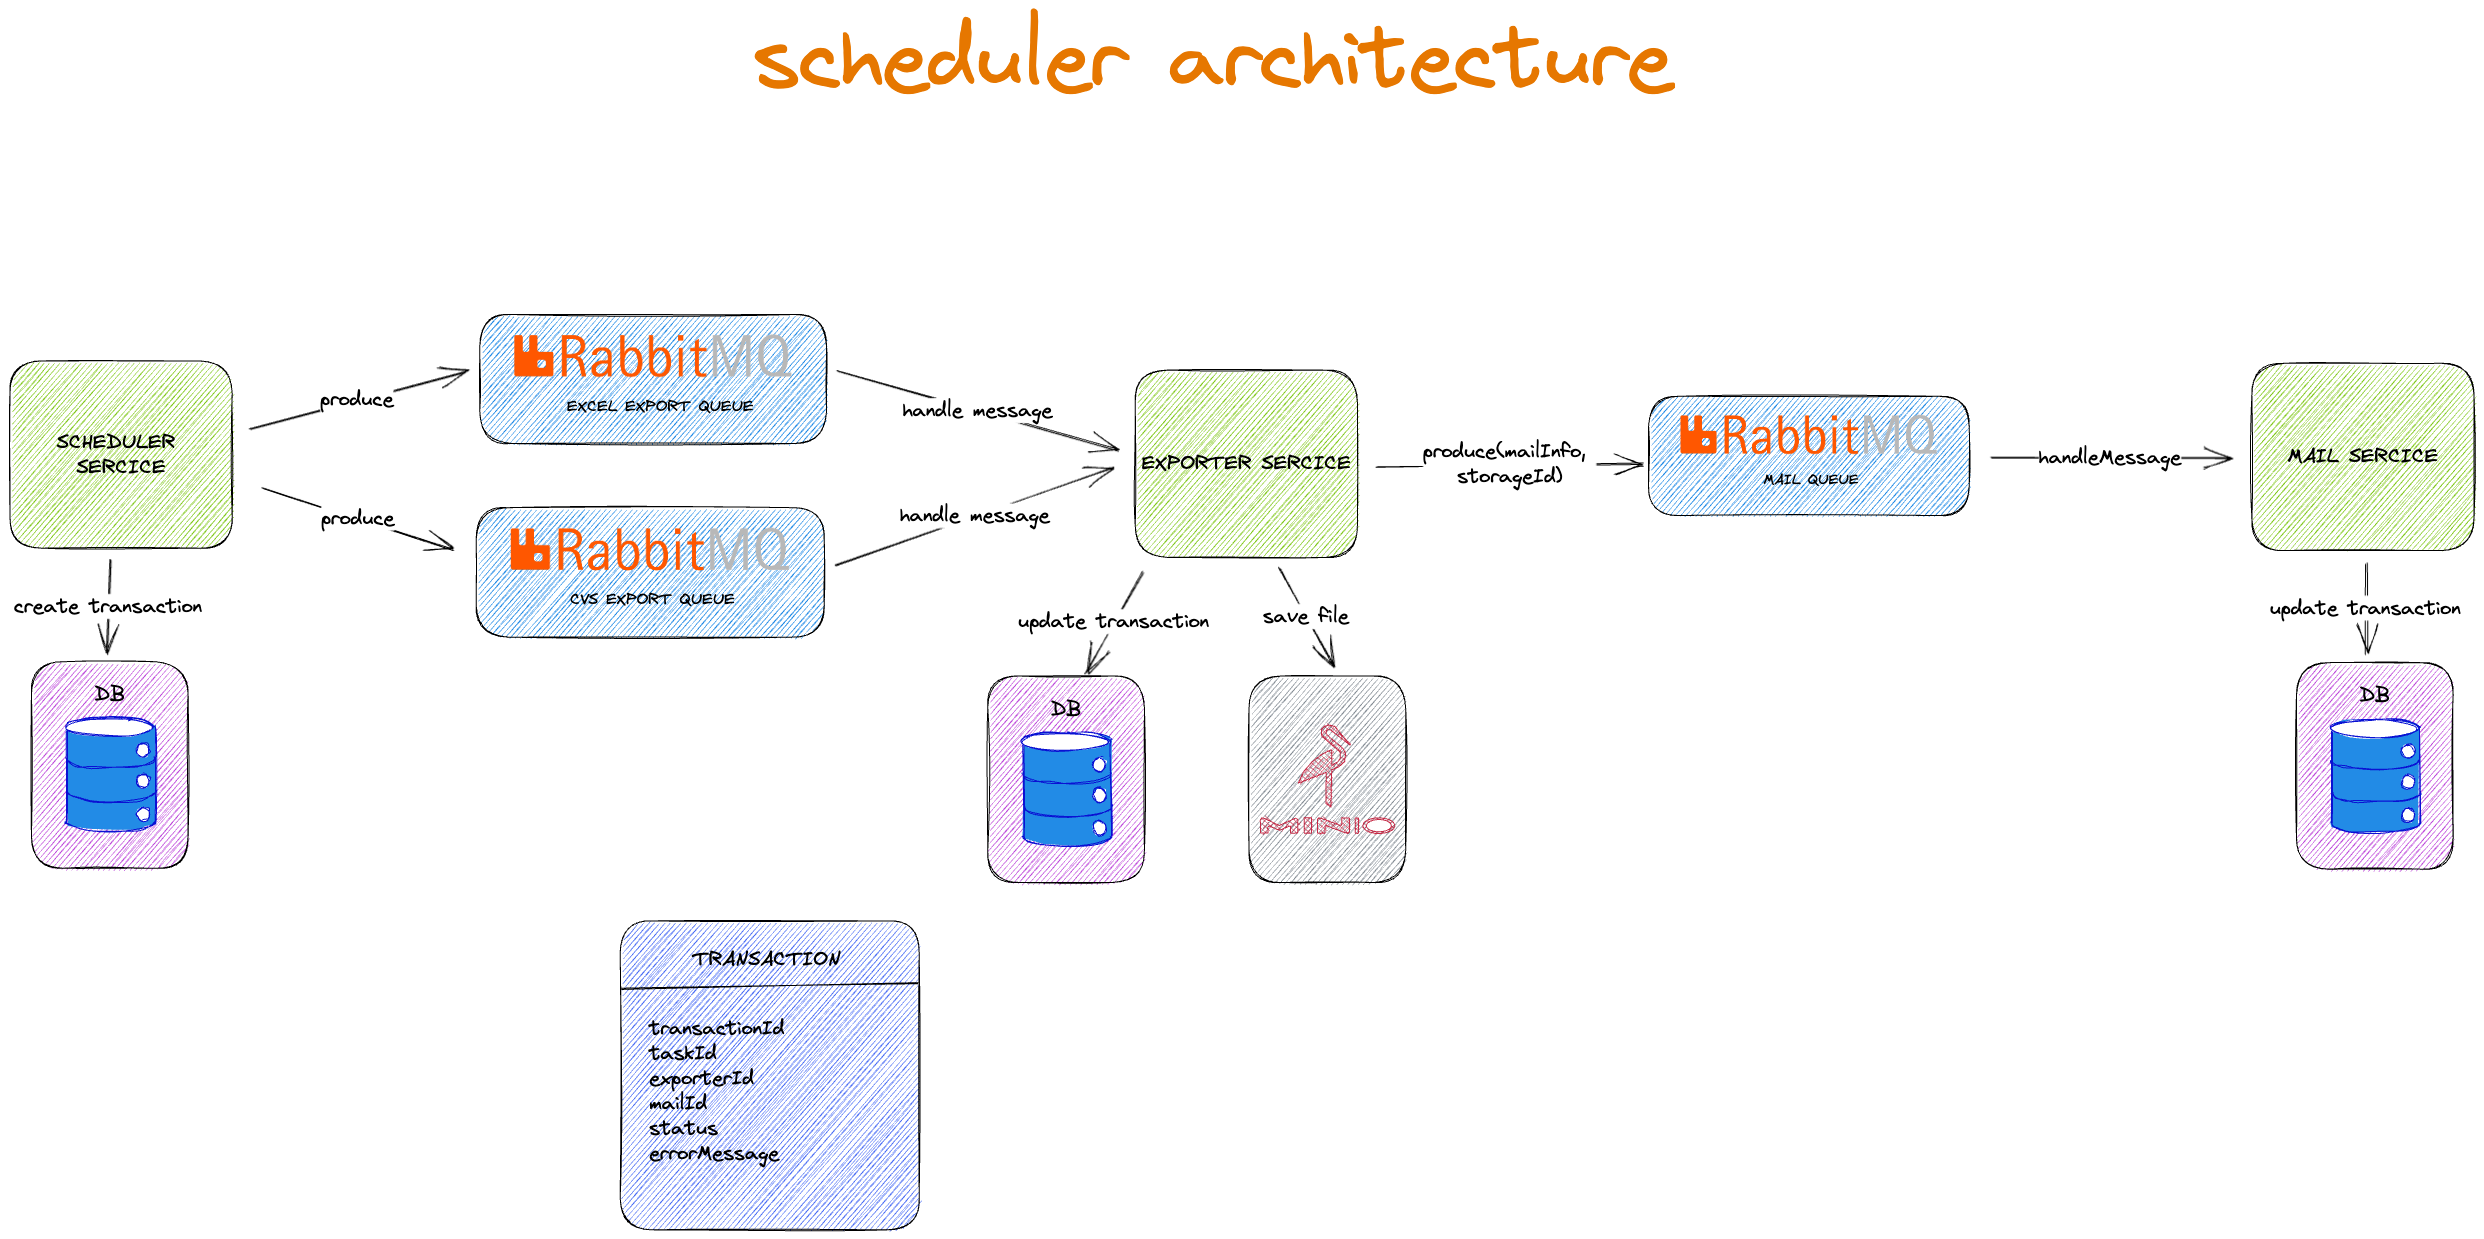 scheduler architecture
RabbitMQ
EXCEL EXPORT QUEUE
produce
handle message
SCHEDULER
SERCICE
EXPORTER SERCICE
produce(mailInfo,
storageId)
RabbitMQ
MAIL QUEUE
handleMessage
MAIL SERCICE
produce
RabbitMQ
CVS EXPORT QUEUE
handle message
create transaction
update transaction
save file
update transaction
DB
DB
MINIO
DB
TRANSACTION
transactionId
taskId
exporterId
mailId
status
errorMessage